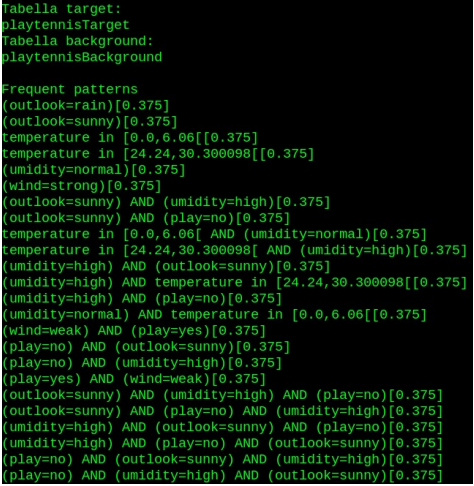 Tabella target:
playtennisTarget
Tabella background:
playtennisBackground
Frequent patterns
(outlook=rain)[0.375]
(outlook=sunny)[0.375]
temperature in [0.0,6.06[[0.375]
temperature in [24.24,30.300098[[0.375]
(umidity=normal)[0.375]
(wind=strong)[0.375]
(outlook=sunny) AND (umidity=high)[0.375]
(outlook=sunny) AND (play=no)[0.375]
temperature in [0.0,6.06[ AND (umidity=normal)[0.375]
temperature in [24.24,30.300098[ AND (umidity=high)[0.375]
(umidity=high) AND (outlook=sunny)[0.375]
(umidity=high) AND temperature in [24.24,30.300098[[0.375]
(umidity=high) AND (play=no)[0.375]
(umidity=normal) AND temperature in [0.0,6.06[[0.375]
(wind=weak) AND (play=yes)[0.375]
(play=no) AND (outlook=sunny)[0.375]
(play=no) AND (umidity=high)[0.375]
(play=yes) AND (wind=weak)[0.375]
(outlook=sunny) AND (umidity=high) AND (play=no)[0.375]
(outlook=sunny) AND (play=no) AND (umidity=high)[0.375]
(umidity=high) AND (outlook=sunny) AND (play=no)[0.375]
(umidity=high) AND (play=no) AND (outlook=sunny)[0.375]
(play=no) AND (outlook=sunny) AND (umidity=high)[0.375]
(play=no) AND (umidity=high) AND (outlook=sunny)[0.375]